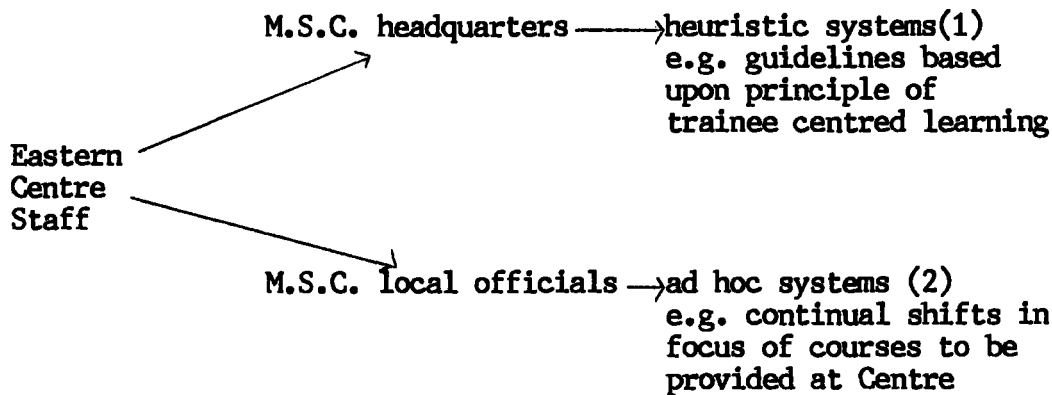 M.S.C. headquarters → heuristic systems(1)
e.g. guidelines based
upon principle of
trainee centred learning
Eastern
Centre
Staff
M.S.C. local officials → ad hoc systems (2)
e.g. continual shifts in
focus of courses to be
provided at Centre